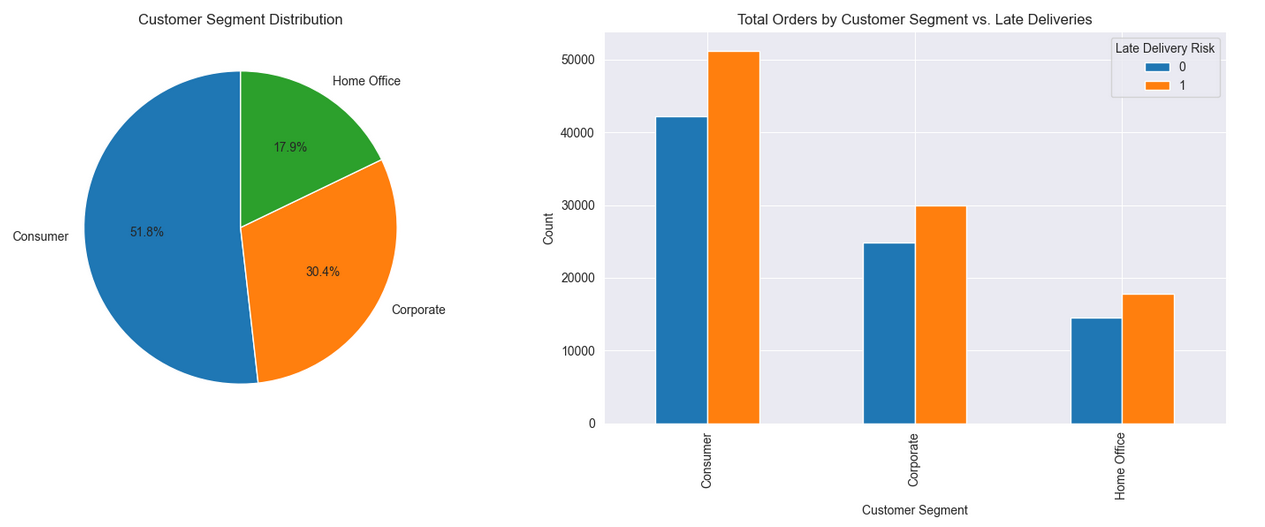 Customer Segment Distribution
Home Office
17.9%
Consumer
51.8%
30.4%
Corporate
Total Orders by Customer Segment vs. Late Deliveries
Late Delivery Risk
0
1
50000
40000
30000
20000
10000
0
Count
Consumer
Corporate
Home Office
Customer Segment